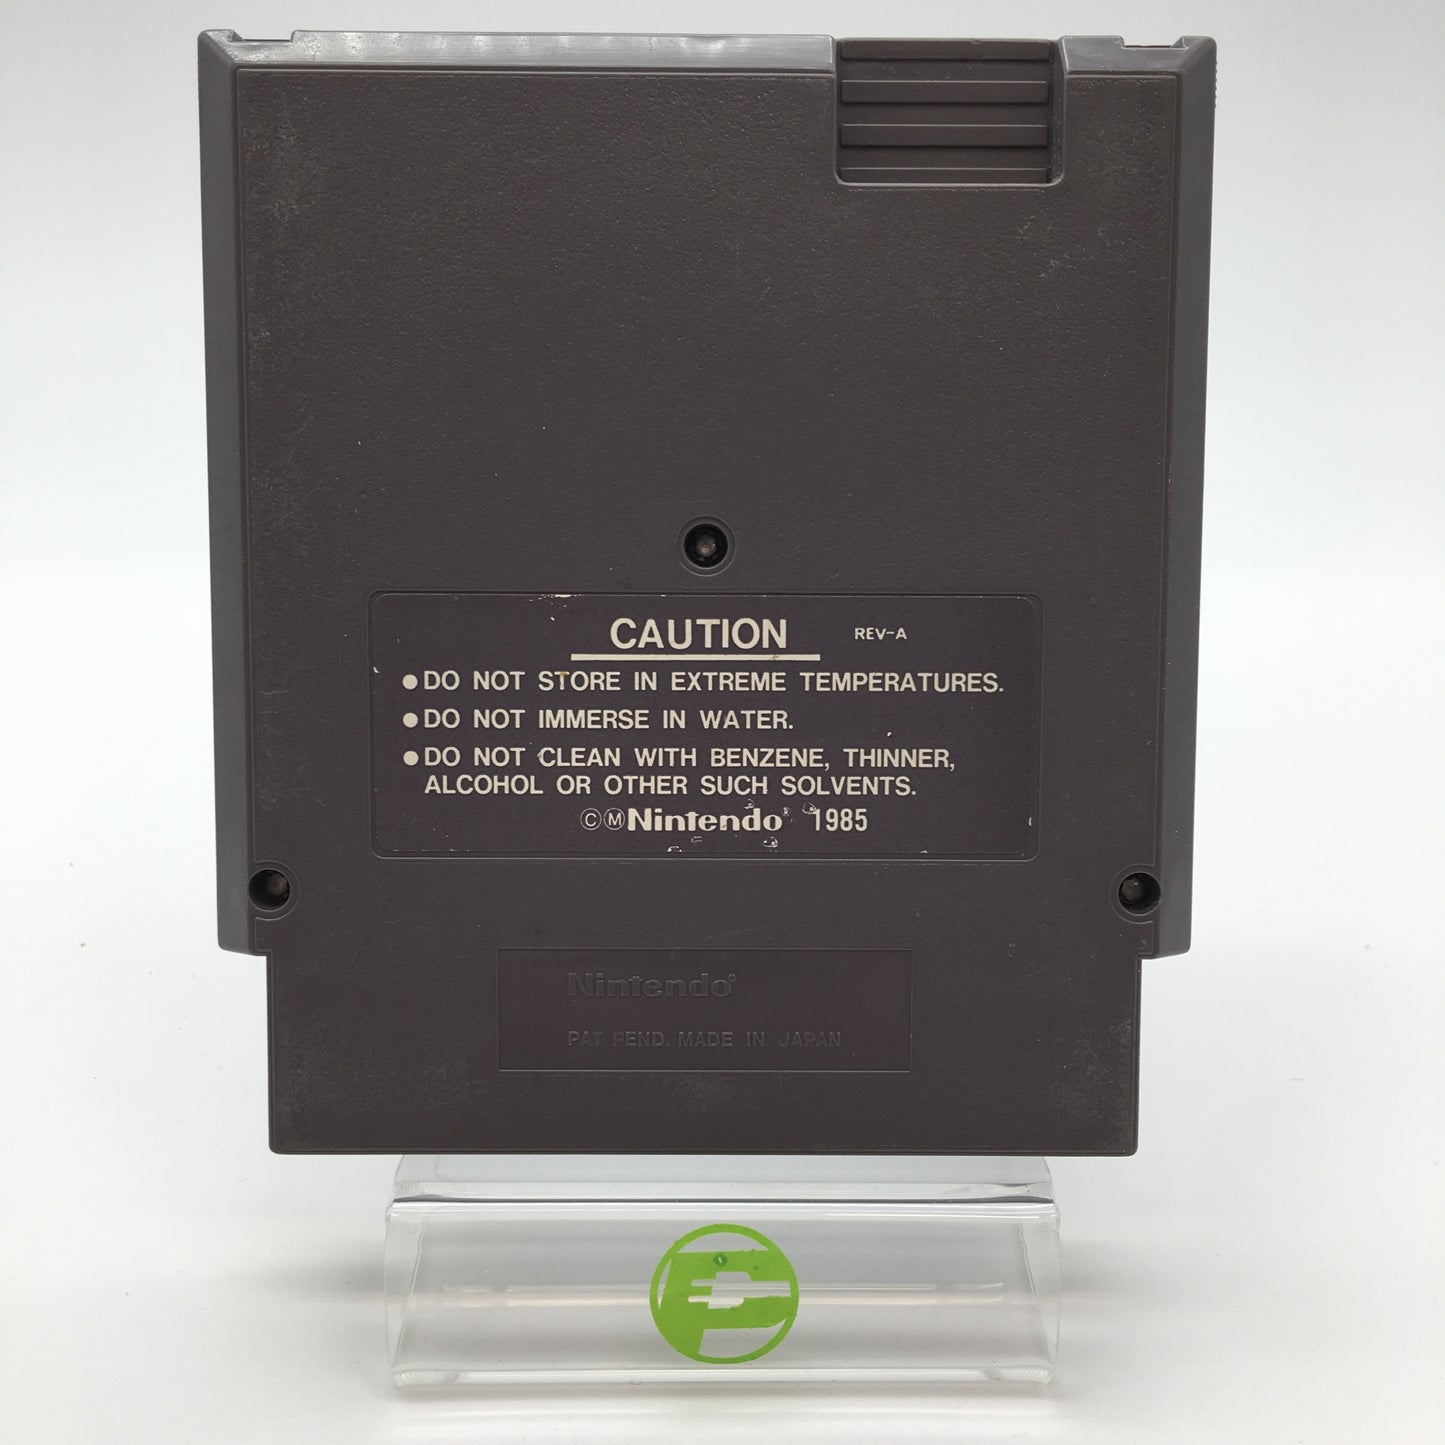 CAUTION REV-A
●DO NOT STORE IN EXTREME TEMPERATURES.
●DO NOT IMMERSE IN WATER.
●DO NOT CLEAN WITH BENZENE, THINNER,
ALCOHOL OR OTHER SUCH SOLVENTS.
ⒸⓂNintendo® 1985
Nintendo®
PAT. PEND. MADE IN JAPAN